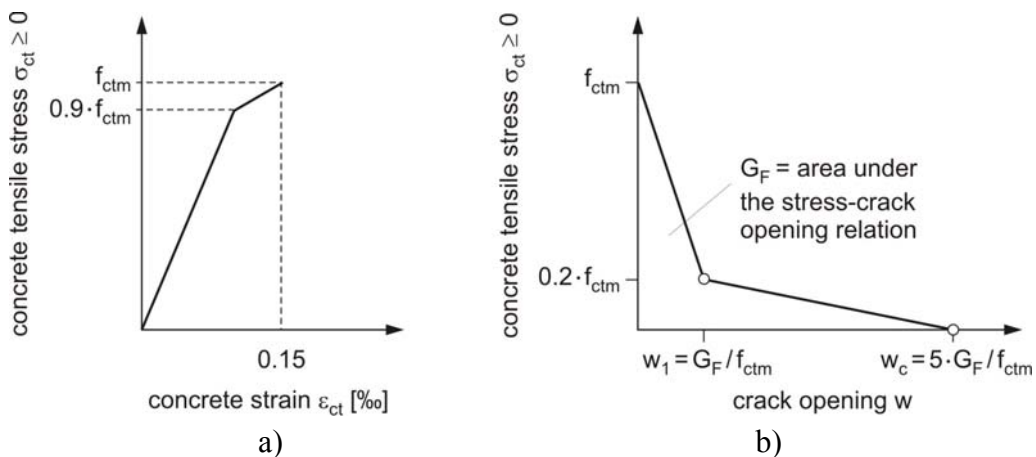 concrete tensile stress σct ≥ 0
fctm
0.9·fctm
0.15
concrete strain εct [‰]
a)
concrete tensile stress σct ≥ 0
fctm
GF = area under
the stress-crack
opening relation
0.2·fctm
w1 = GF / fctm
wc = 5·GF / fctm
crack opening w
b)